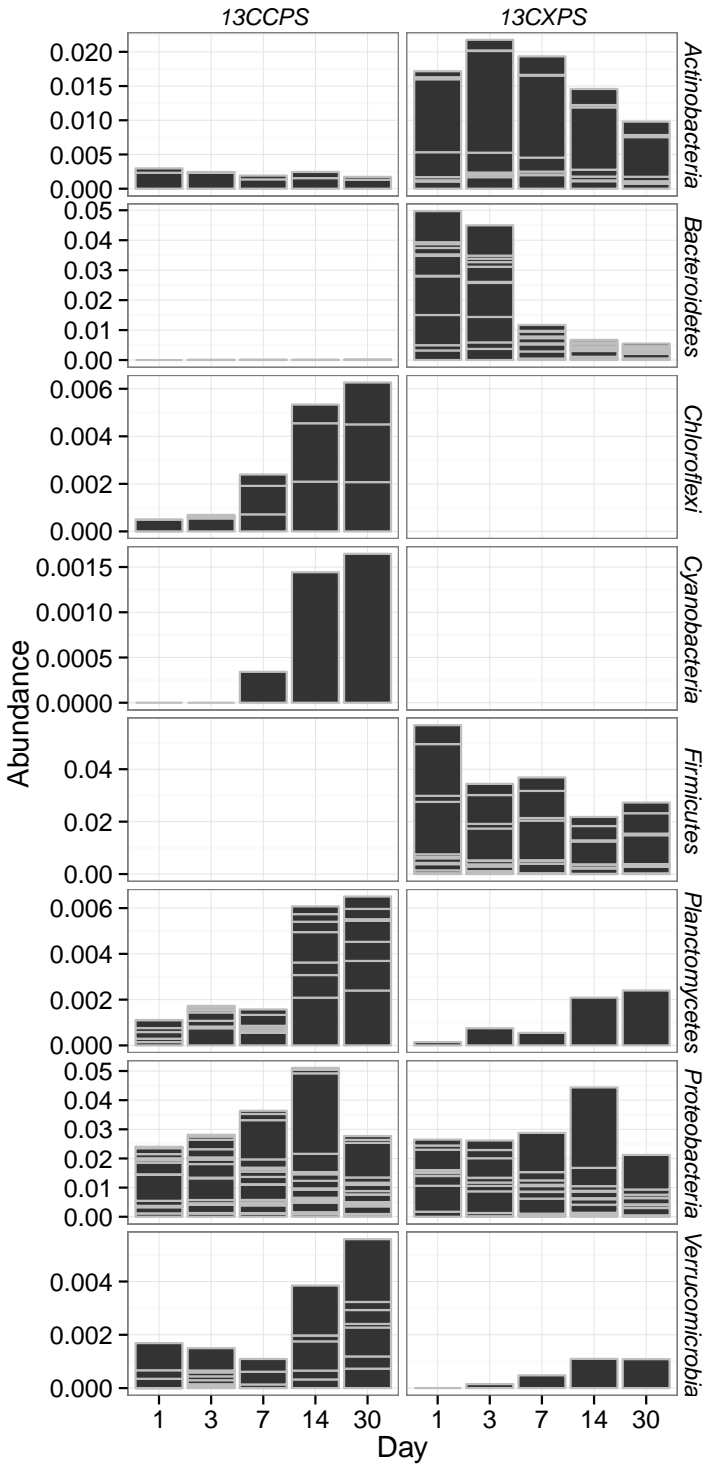 13CCPS 13CXPS
0.020
0.015
0.010
0.005
0.000
Actinobacteria
0.05
0.04
0.03
0.02
0.01
0.00
Bacteroidetes
0.006
0.004
0.002
0.000
Chloroflexi
0.0015
0.0010
0.0005
0.0000
Cyanobacteria
Abundance
0.04
0.02
0.00
Firmicutes
0.006
0.004
0.002
0.000
Planctomycetes
0.05
0.04
0.03
0.02
0.01
0.00
Proteobacteria
0.004
0.002
0.000
Verrucomicrobia
1 3 7 14 30 1 3 7 14 30
Day